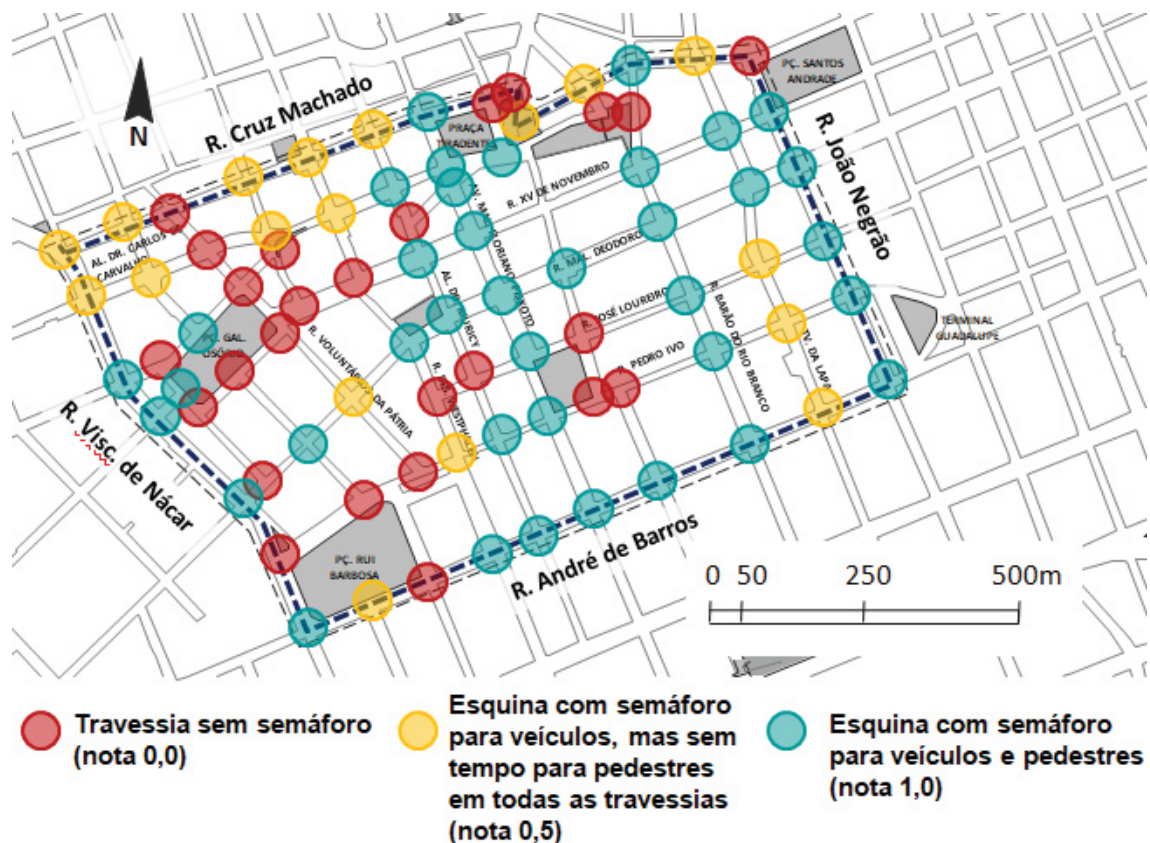 PÇ. SANTOS
ANDRADE
R. Cruz Machado
N
PRAÇA
TIRADENTES
R. João Negrão
R. XV DE NOVEMBRO
AL. DR. CARLOS DE
CARVALHO
R. MAL. DEODORO
R. JOSÉ LOUREIRO
TERMINAL
GUADALUPE
PÇ. GAL.
OSÓRIO
R. VOLUNTÁRIOS DA PÁTRIA
R. PEDRO IVO
R. BARÃO DO RIO BRANCO
TV. DA LAPA
R. Visc. de Nácar
PÇ. RUI
BARBOSA
R. André de Barros
0 50 250 500m
Travessia sem semáforo
(nota 0,0)
Esquina com semáforo
para veículos, mas sem
tempo para pedestres
em todas as travessias
(nota 0,5)
Esquina com semáforo
para veículos e pedestres
(nota 1,0)